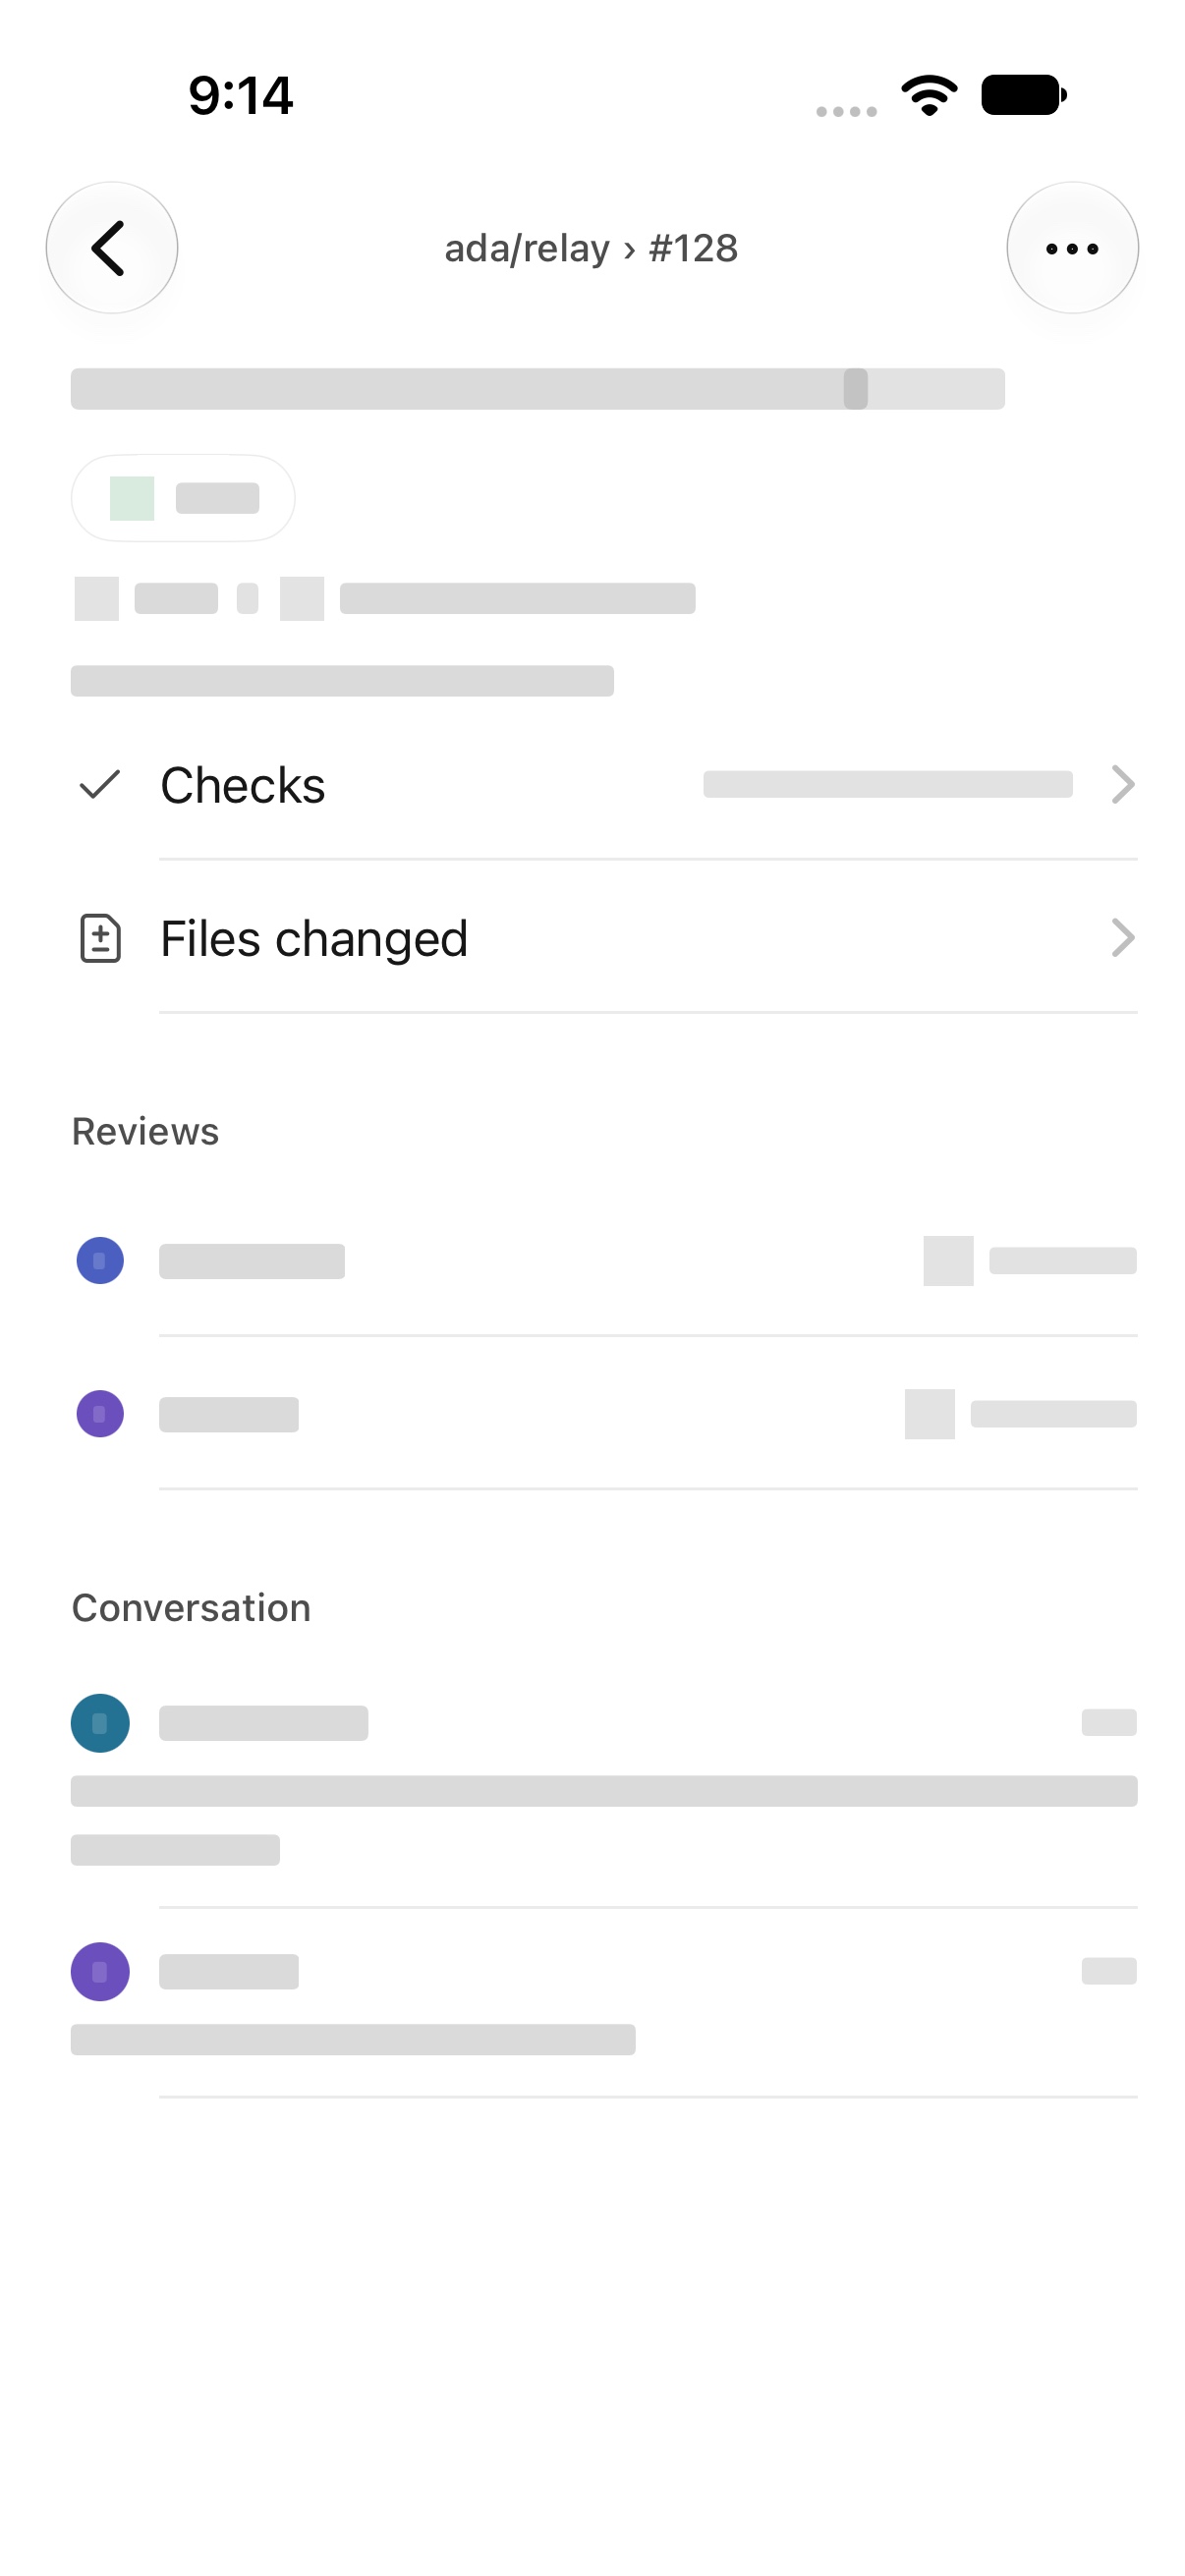 9:14
ada/relay › #128
Checks
Files changed
Reviews
Conversation